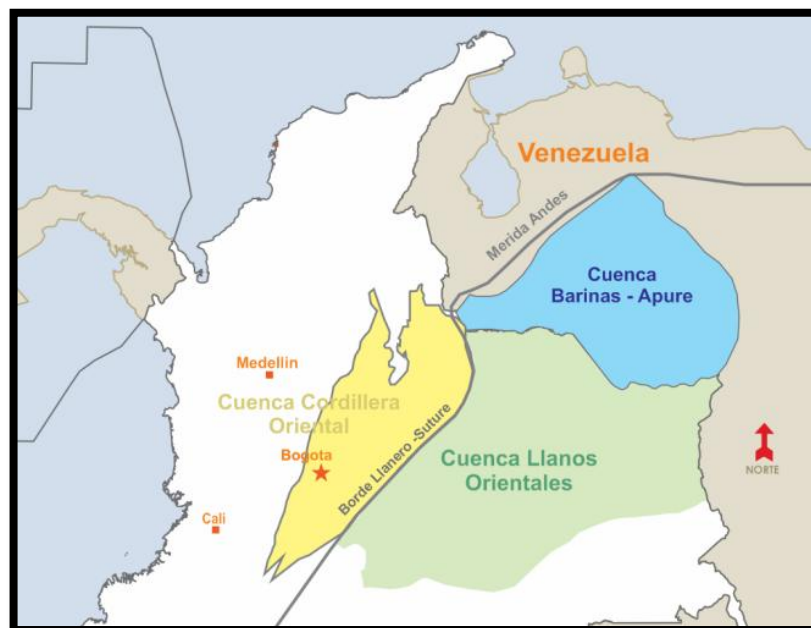 Venezuela
Merida Andes
Cuenca
Barinas - Apure
Medellin
Cuenca Cordillera
Oriental
Bogota
Borde Llanero -Suture
Cuenca Llanos
Orientales
NORTE
Cali